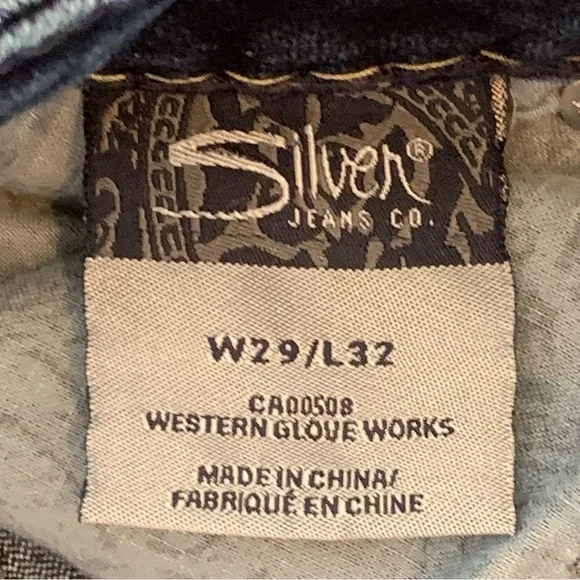 Silver®
JEANS CO.
W29/L32
CA00508
WESTERN GLOVE WORKS
MADE IN CHINA/
FABRIQUÉ EN CHINE